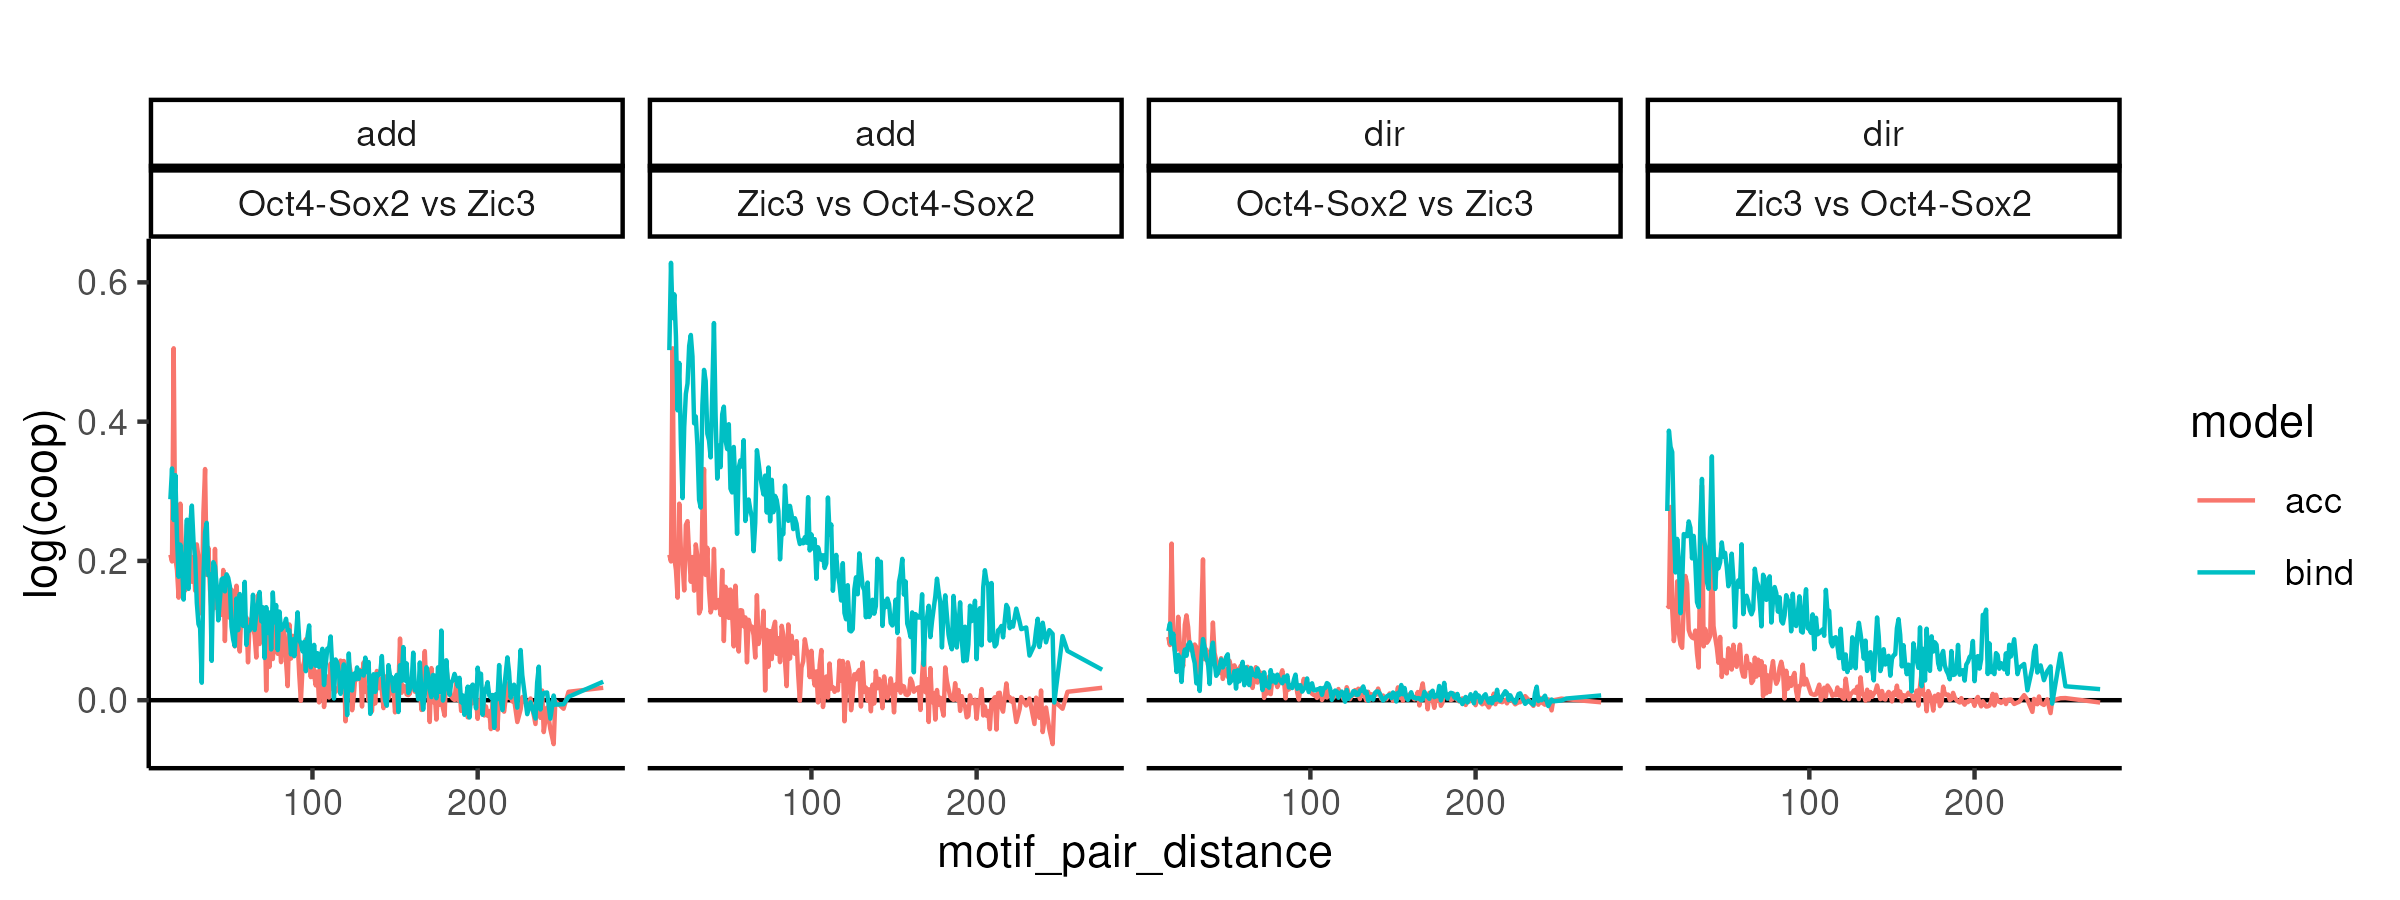 add
add
dir
dir
Oct4-Sox2 vs Zic3
Zic3 vs Oct4-Sox2
Oct4-Sox2 vs Zic3
Zic3 vs Oct4-Sox2
0.6
0.4
0.2
0.0
log(coop)
100
200
100
200
100
200
100
200
motif_pair_distance
model
acc
bind